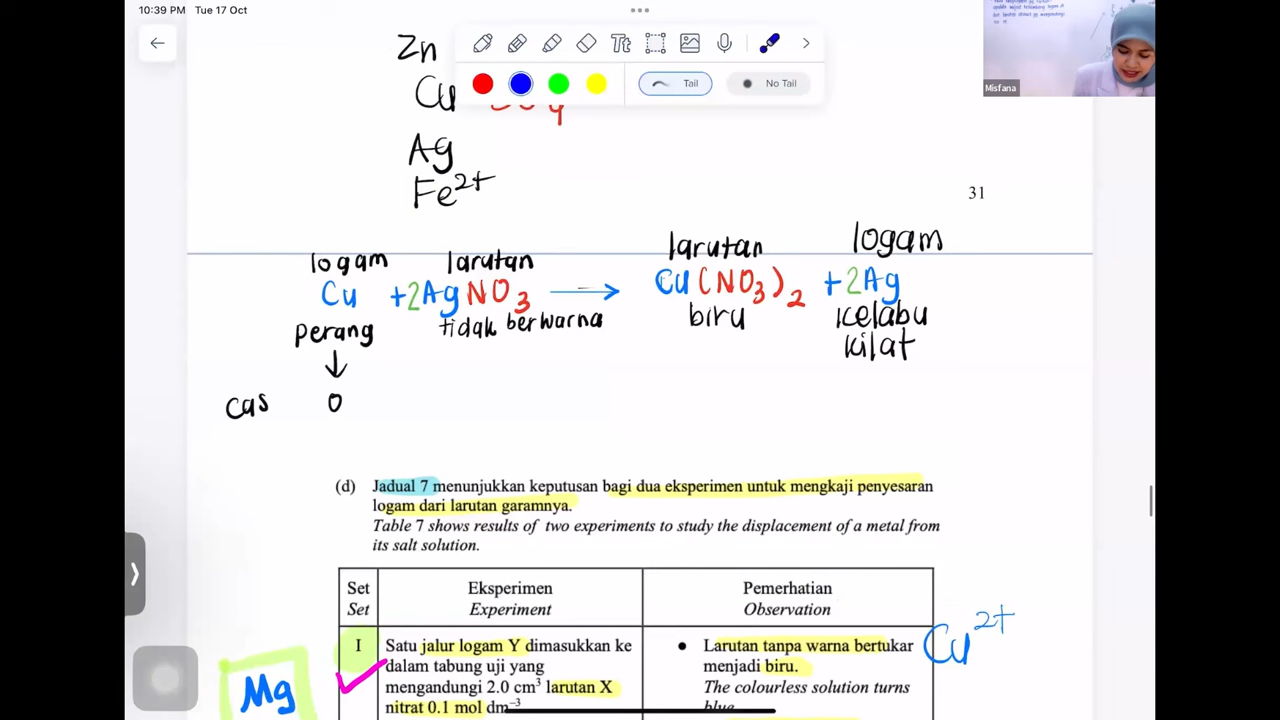 10:39 PM Tue 17 Oct
Zn
Tt
Tail
No Tail
Misfana
Cu
Ag
Fe²⁺
31
logam larutan larutan logam
Cu + 2AgNO₃ → Cu(NO₃)₂ + 2Ag
perang tidak berwarna biru kelabu
kilat
↓
cas 0
(d) Jadual 7 menunjukkan keputusan bagi dua eksperimen untuk mengkaji penyesaran
logam dari larutan garamnya.
Table 7 shows results of two experiments to study the displacement of a metal from
its salt solution.
Set
Set
Eksperimen
Experiment
Pemerhatian
Observation
I
Satu jalur logam Y dimasukkan ke
dalam tabung uji yang
mengandungi 2.0 cm³ larutan X
nitrat 0.1 mol dm⁻³
• Larutan tanpa warna bertukar
menjadi biru.
The colourless solution turns
blue
Cu²⁺
Mg